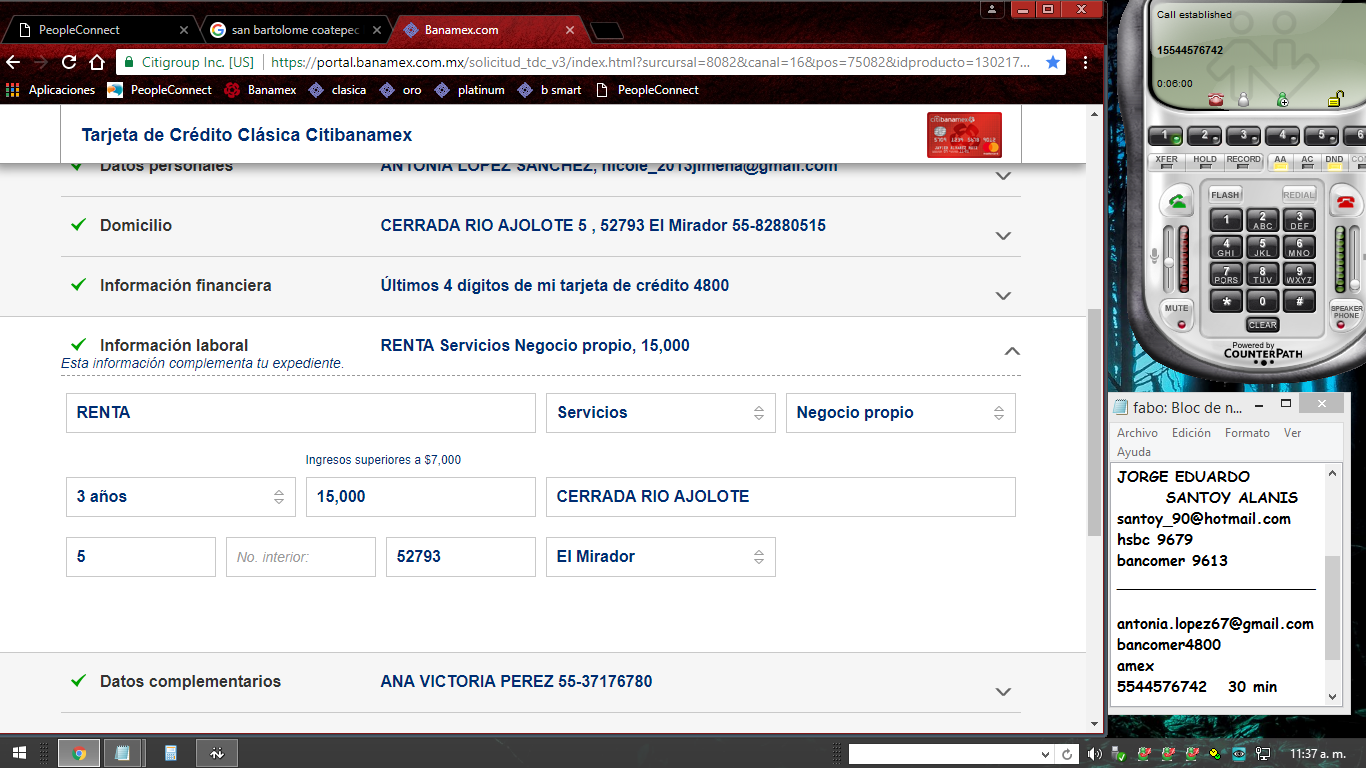 PeopleConnect
san bartolome coatepec
Banamex.com
Citigroup Inc. [US]
https://portal.banamex.com.mx/solicitud_tdc_v3/index.html?surcursal=8082&canal=16&pos=75082&idproducto=130217...
Aplicaciones PeopleConnect Banamex clasica oro platinum b smart PeopleConnect
Tarjeta de Crédito Clásica Citibanamex
citibanamex
Datos personales ANTONIA LOPEZ SANCHEZ, nicole_2013jimena@gmail.com
Domicilio CERRADA RIO AJOLOTE 5 , 52793 El Mirador 55-82880515
Información financiera Últimos 4 digitos de mi tarjeta de crédito 4800
Información laboral RENTA Servicios Negocio propio, 15,000
Esta información complementa tu expediente.
RENTA Servicios Negocio propio
Ingresos superiores a $7,000
3 años 15,000 CERRADA RIO AJOLOTE
5 No. interior: 52793 El Mirador
Datos complementarios ANA VICTORIA PEREZ 55-37176780
Call established
15544576742
0:06:00
1 2 3 4 5 6
XFER HOLD RECORD AA AC DND CO
FLASH REDIAL
1 2 ABC 3 DEF
4 GHI 5 JKL 6 MNO
7 PQRS 8 TUV 9 WXYZ
* 0 #
MUTE
SPEAKER PHONE
CLEAR
Powered by
COUNTERPATH
fabo: Bloc de n...
Archivo Edición Formato Ver
Ayuda
JORGE EDUARDO
SANTOY ALANIS
santoy_90@hotmail.com
hsbc 9679
bancomer 9613
antonia.lopez67@gmail.com
bancomer4800
amex
5544576742 30 min
11:37 a. m.